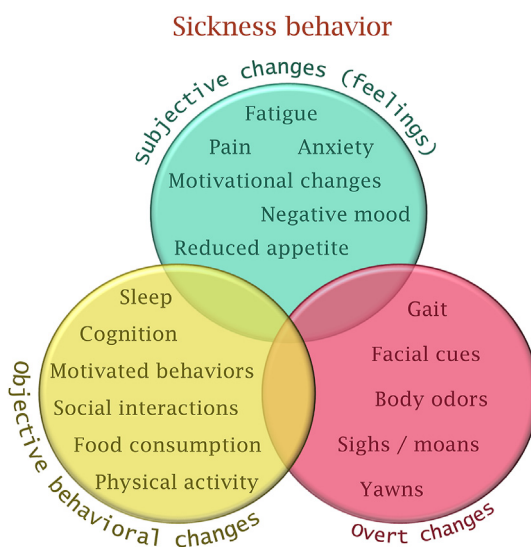 Sickness behavior
Subjective changes (feelings)
Fatigue
Pain Anxiety
Motivational changes
Negative mood
Reduced appetite
Sleep
Cognition
Motivated behaviors
Social interactions
Food consumption
Physical activity
Objective behavioral changes
Gait
Facial cues
Body odors
Sighs / moans
Yawns
Overt changes